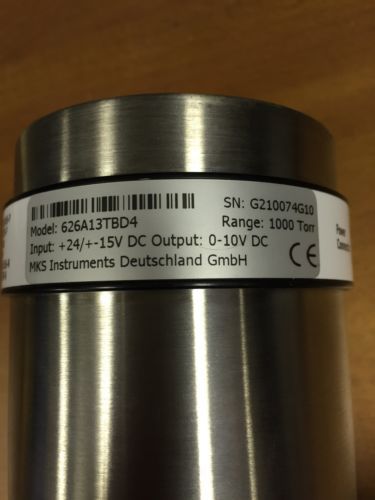 SN: G210074G10
Model: 626A13TBD4
Range: 1000 Torr
Input: +24/+-15V DC Output: 0-10V DC
MKS Instruments Deutschland GmbH
CE
Power